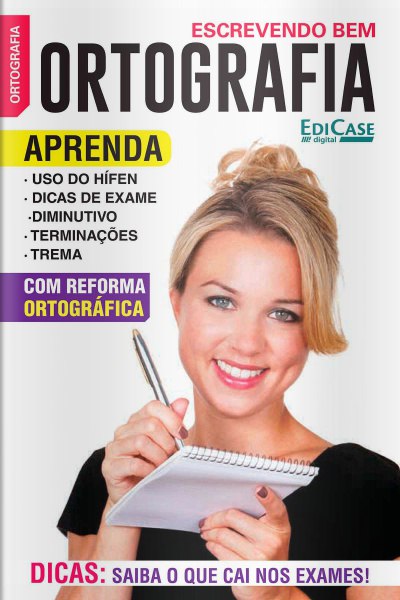 ORTOGRAFIA
ESCREVENDO BEM
ORTOGRAFIA
EDICASE
digital
APRENDA
· USO DO HÍFEN
· DICAS DE EXAME
·DIMINUTIVO
· TERMINAÇÕES
· TREMA
COM REFORMA
ORTOGRÁFICA
DICAS: SAIBA O QUE CAI NOS EXAMES!